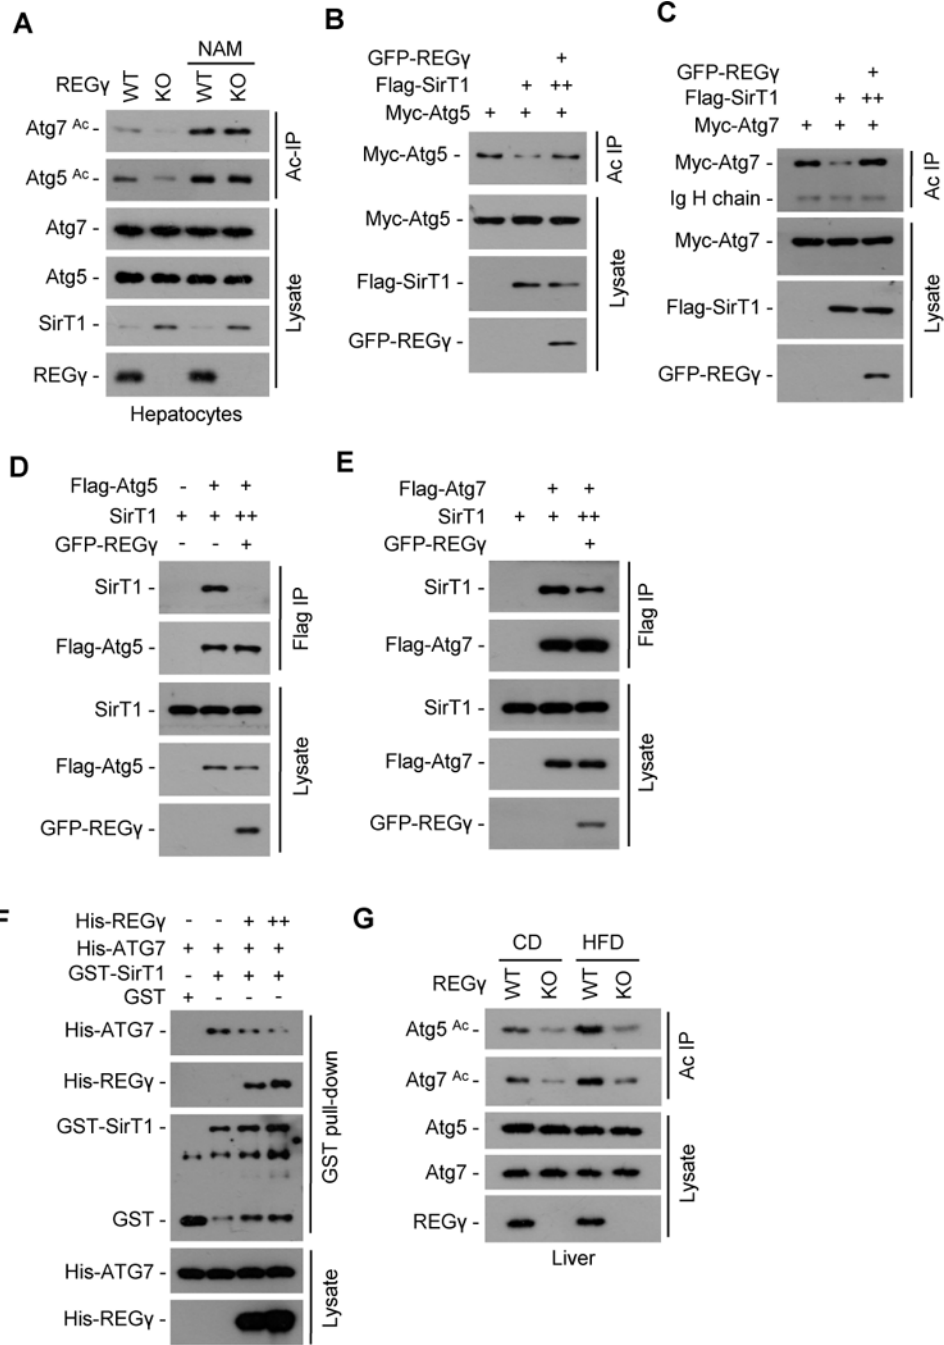 A
NAM
REGγ WT KO WT KO
Atg7 Ac -
Atg5 Ac -
Ac-IP
Atg7 -
Atg5 -
SirT1 -
REGγ -
Lysate
Hepatocytes
B
GFP-REGγ +
Flag-SirT1 + ++
Myc-Atg5 + + +
Myc-Atg5 -
Ac IP
Myc-Atg5 -
Flag-SirT1 -
GFP-REGγ -
Lysate
C
GFP-REGγ +
Flag-SirT1 + ++
Myc-Atg7 + + +
Myc-Atg7 -
Ig H chain -
Ac IP
Myc-Atg7 -
Flag-SirT1 -
GFP-REGγ -
Lysate
D
Flag-Atg5 - + +
SirT1 + + ++
GFP-REGγ - - +
SirT1 -
Flag-Atg5 -
Flag IP
SirT1 -
Flag-Atg5 -
GFP-REGγ -
Lysate
E
Flag-Atg7 + +
SirT1 + + ++
GFP-REGγ +
SirT1 -
Flag-Atg7 -
Flag IP
SirT1 -
Flag-Atg7 -
GFP-REGγ -
Lysate
F
His-REGγ - - + ++
His-ATG7 + + + +
GST-SirT1 - + + +
GST + - - -
His-ATG7 -
His-REGγ -
GST-SirT1 -
GST -
GST pull-down
His-ATG7 -
His-REGγ -
Lysate
G
CD HFD
REGγ WT KO WT KO
Atg5 Ac -
Atg7 Ac -
Ac IP
Atg5 -
Atg7 -
REGγ -
Lysate
Liver